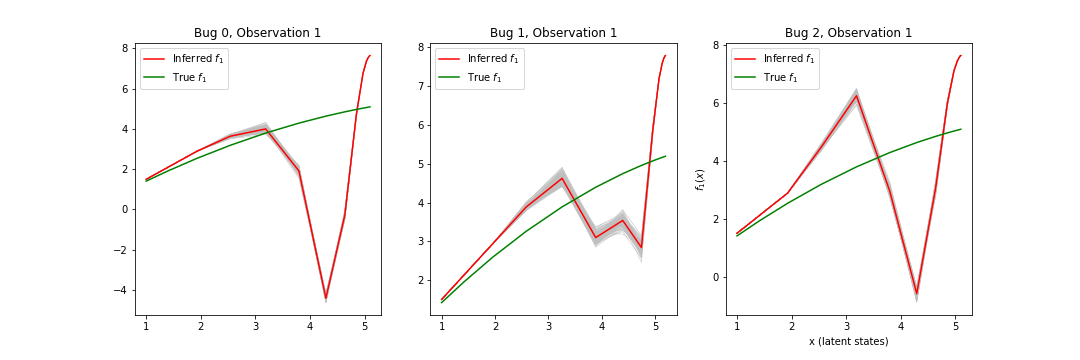 Bug 0, Observation 1
Inferred f₁
True f₁
8
6
4
2
0
−2
−4
1 2 3 4 5
Bug 1, Observation 1
Inferred f₁
True f₁
8
7
6
5
4
3
2
1 2 3 4 5
Bug 2, Observation 1
Inferred f₁
True f₁
f₁(x)
8
6
4
2
0
1 2 3 4 5
x (latent states)